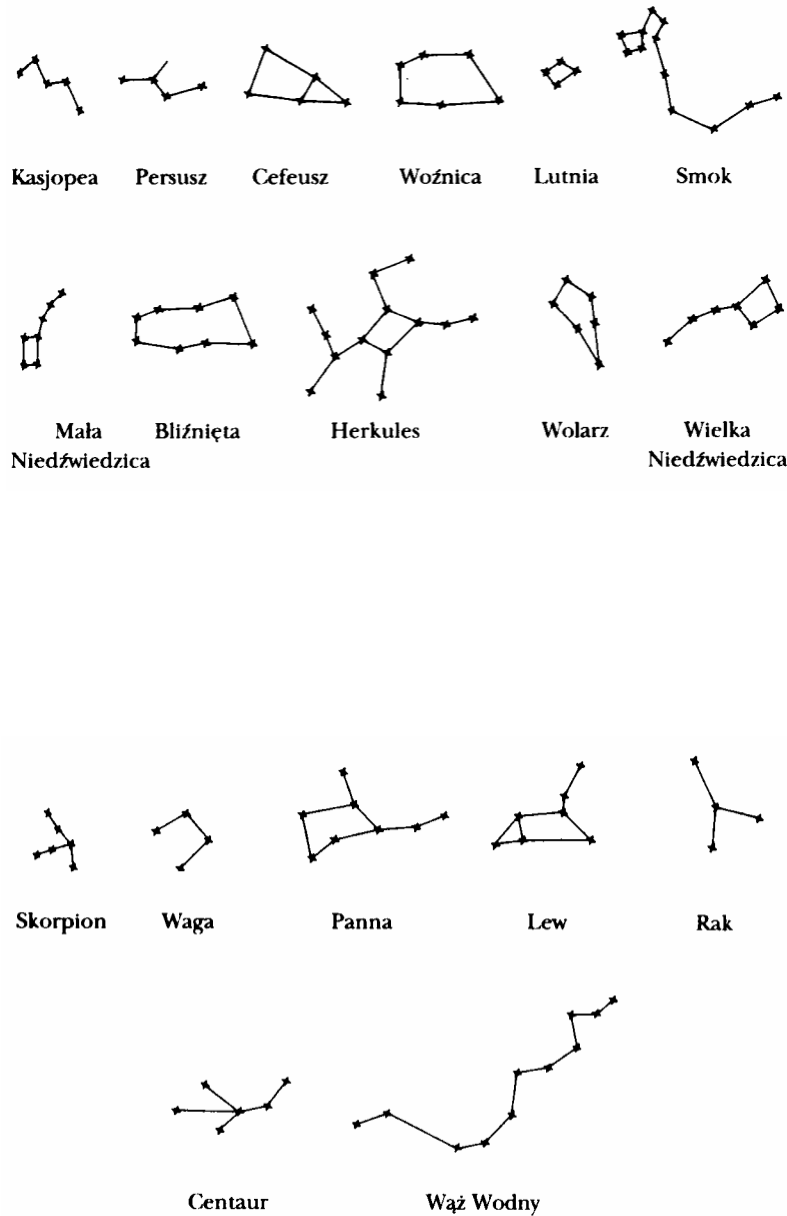 Kasjopea Persusz Cefeusz Woźnica Lutnia Smok
Mała Bliźnięta Herkules Wolarz Wielka
Niedźwiedzica Niedźwiedzica
Skorpion Waga Panna Lew Rak
Centaur Wąż Wodny